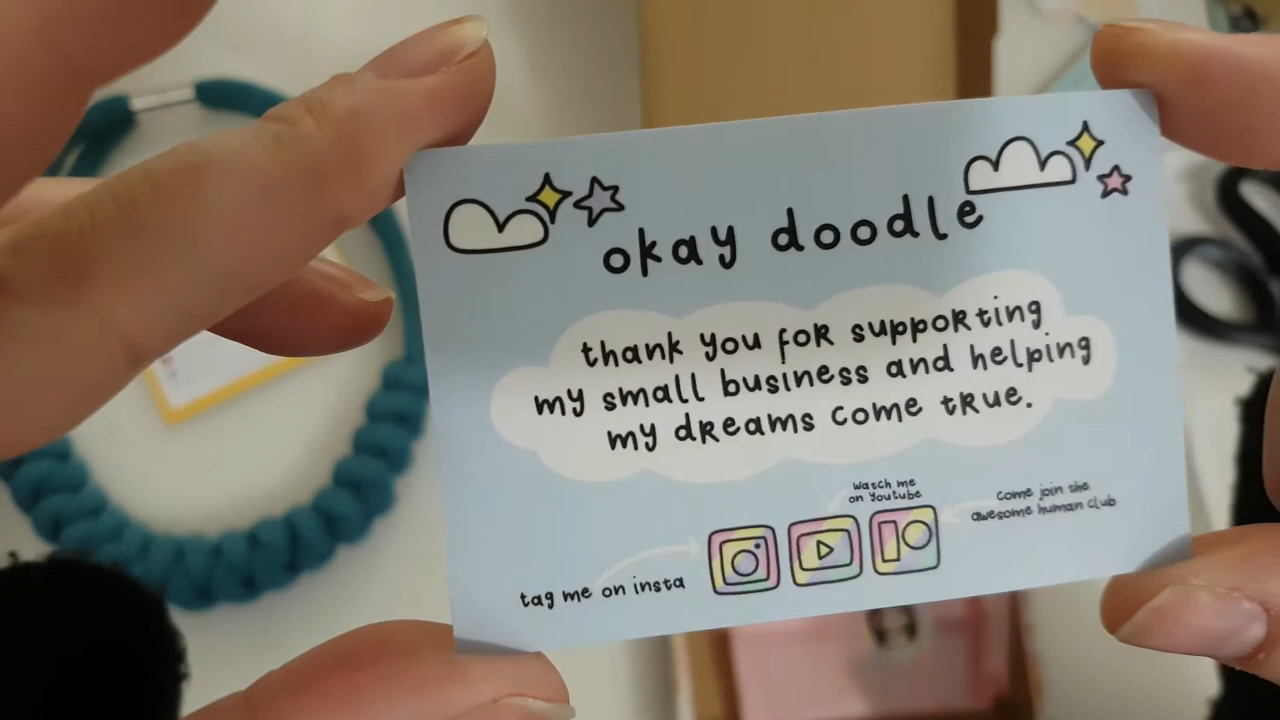 okay doodle
thank you for supporting
my small business and helping
my dreams come true.
watch me
on Youtube
come join the
awesome human club
tag me on insta